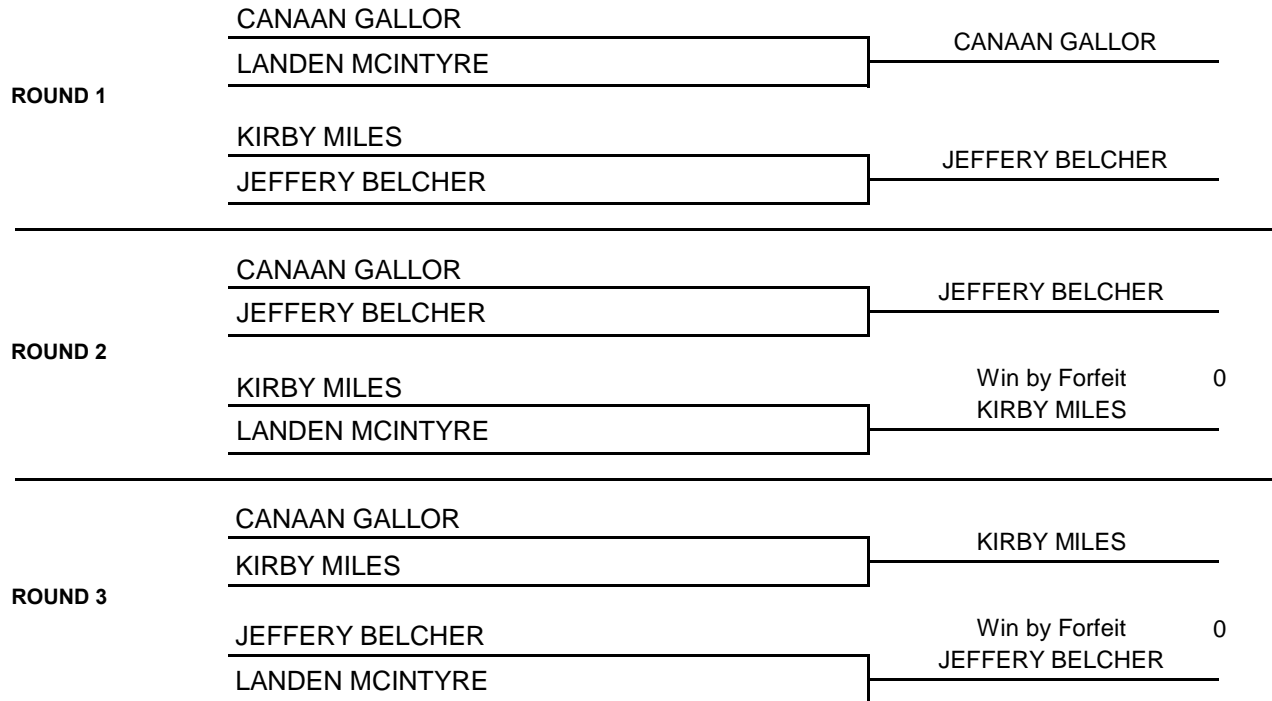 CANAAN GALLOR
CANAAN GALLOR
LANDEN MCINTYRE
ROUND 1
KIRBY MILES
JEFFERY BELCHER
JEFFERY BELCHER
CANAAN GALLOR
JEFFERY BELCHER
JEFFERY BELCHER
ROUND 2
Win by Forfeit 0
KIRBY MILES
KIRBY MILES
LANDEN MCINTYRE
CANAAN GALLOR
KIRBY MILES
KIRBY MILES
ROUND 3
Win by Forfeit 0
JEFFERY BELCHER
JEFFERY BELCHER
LANDEN MCINTYRE